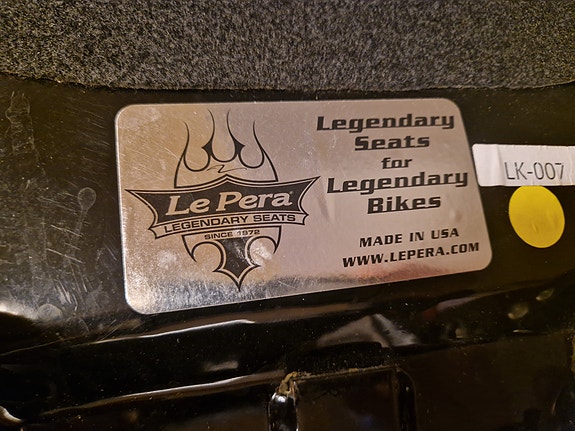 Le Pera®
LEGENDARY SEATS
SINCE 1972
Legendary
Seats
for
Legendary
Bikes
MADE IN USA
WWW.LEPERA.COM
LK-007